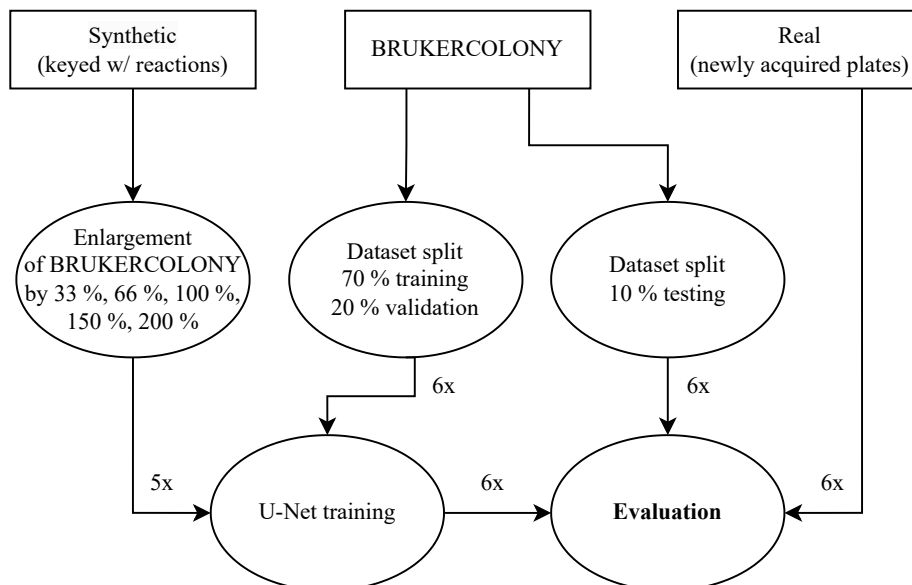 Synthetic
(keyed w/ reactions)
BRUKERCOLONY
Real
(newly acquired plates)
Enlargement
of BRUKERCOLONY
by 33 %, 66 %, 100 %,
150 %, 200 %
Dataset split
70 % training
20 % validation
Dataset split
10 % testing
6x
6x
5x
U-Net training
6x
Evaluation
6x